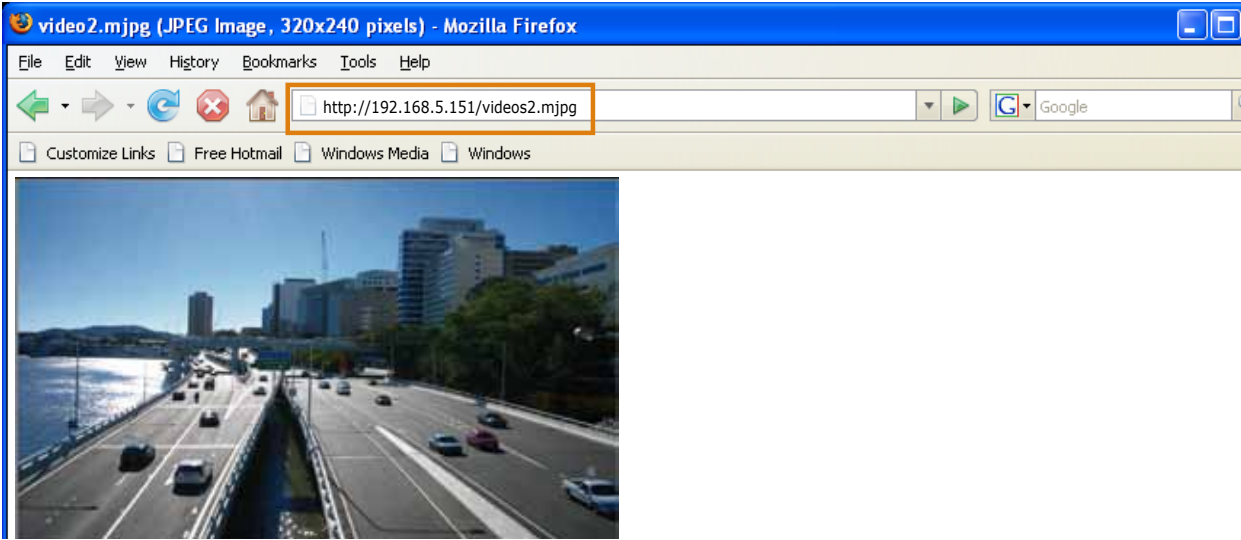 video2.mjpg (JPEG Image, 320x240 pixels) - Mozilla Firefox
File Edit View History Bookmarks Tools Help
http://192.168.5.151/videos2.mjpg G Google
Customize Links Free Hotmail Windows Media Windows